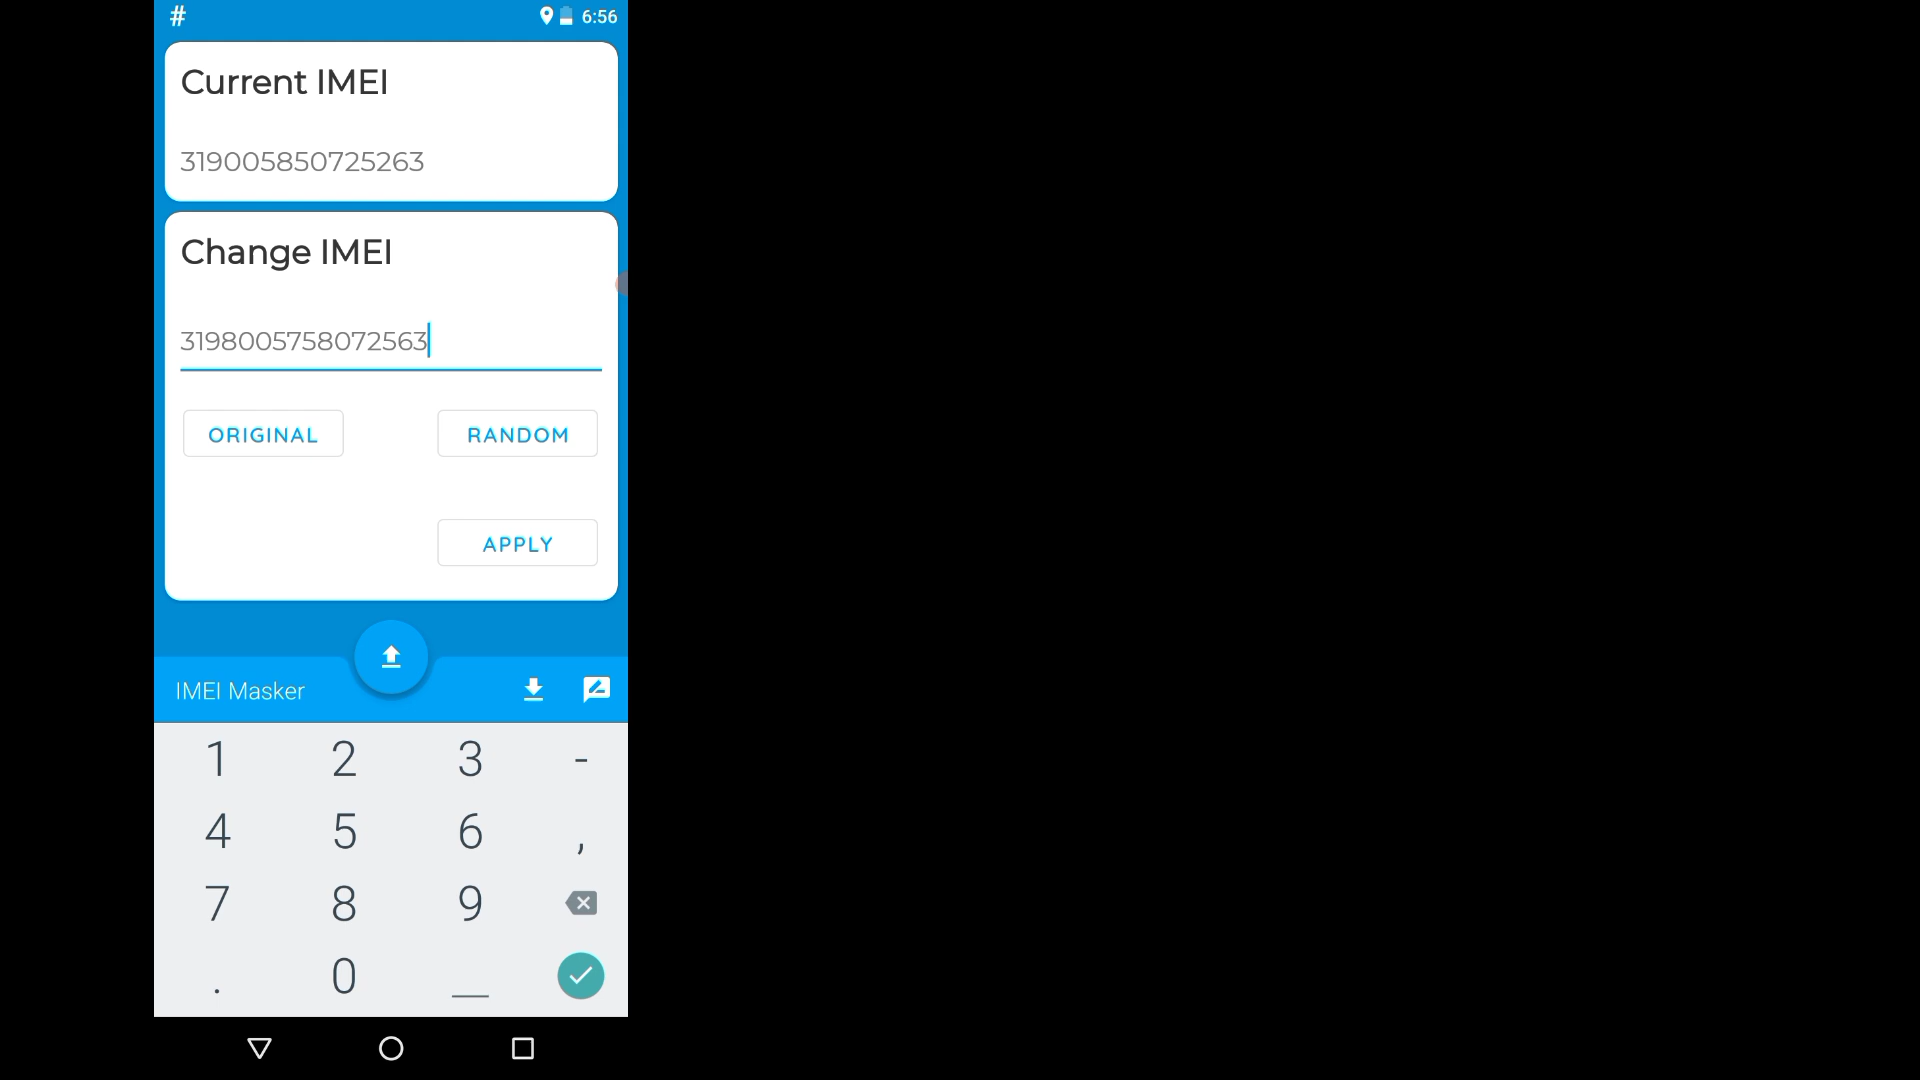 #
6:56
Current IMEI
319005850725263
Change IMEI
3198005758072563
ORIGINAL RANDOM
APPLY
IMEI Masker
1 2 3 -
4 5 6 ,
7 8 9
. 0 _